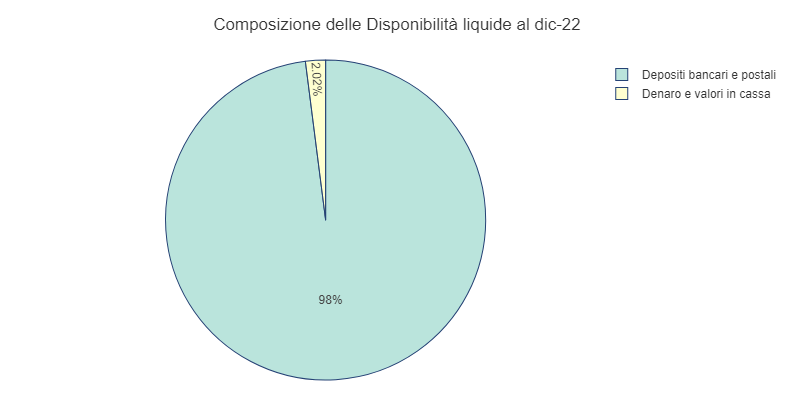 Composizione delle Disponibilità liquide al dic-22
Depositi bancari e postali
Denaro e valori in cassa
2.02%
98%